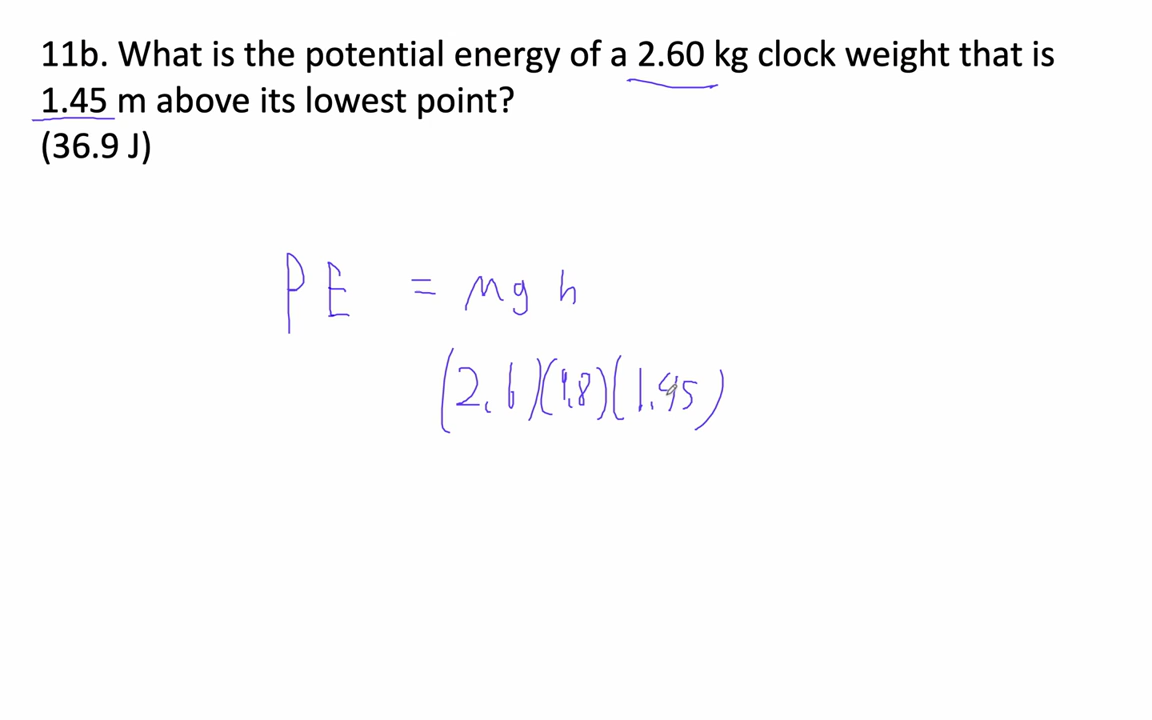 11b. What is the potential energy of a 2.60 kg clock weight that is
1.45 m above its lowest point?
(36.9 J)
PE = mgh
(2.6)(9.8)(1.45)